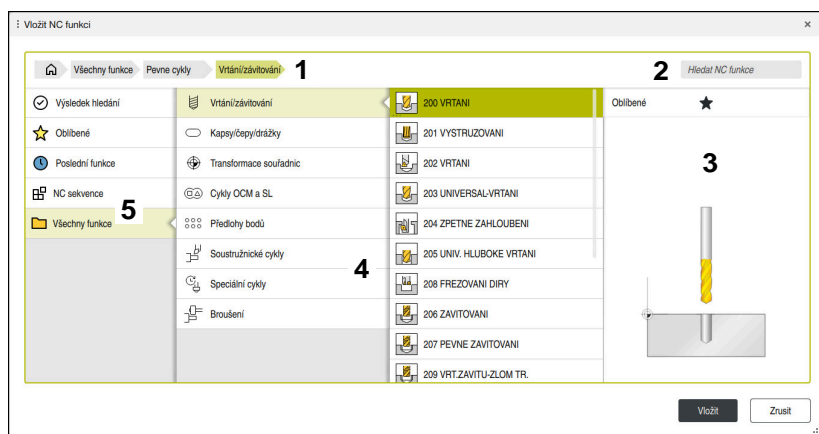 Vložit NC funkci
Všechny funkce Pevne cykly Vrtání/závitování 1 2 Hledat NC funkce
Výsledek hledání
Oblíbené
Poslední funkce
NC sekvence
5
Všechny funkce
Vrtání/závitování
Kapsy/čepy/drážky
Transformace souřadnic
Cykly OCM a SL
Předlohy bodů
Soustružnické cykly
4
Speciální cykly
Broušení
200 VRTANI
201 VYSTRUZOVANI
202 VRTANI
203 UNIVERSAL-VRTANI
204 ZPETNE ZAHLOUBENI
205 UNIV. HLUBOKE VRTANI
208 FREZOVANI DIRY
206 ZAVITOVANI
207 PEVNE ZAVITOVANI
209 VRT.ZAVITU-ZLOM TR.
Oblíbené
3
Vložit Zrusit